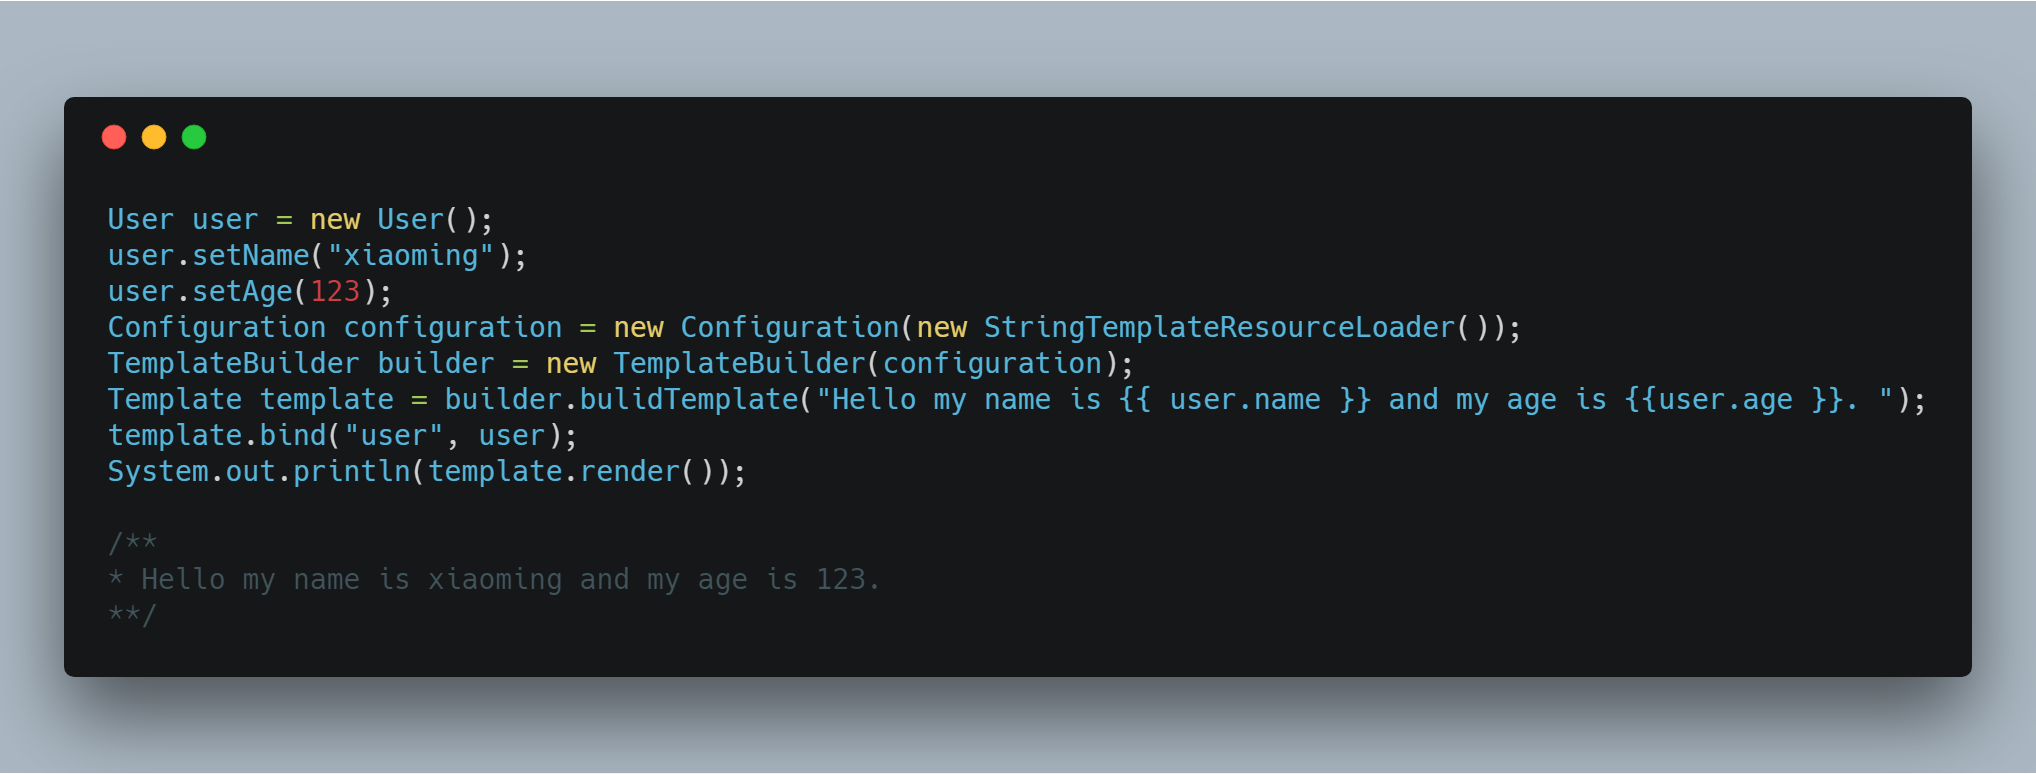 User user = new User();
user.setName("xiaoming");
user.setAge(123);
Configuration configuration = new Configuration(new StringTemplateResourceLoader());
TemplateBuilder builder = new TemplateBuilder(configuration);
Template template = builder.bulidTemplate("Hello my name is {{ user.name }} and my age is {{user.age }}. ");
template.bind("user", user);
System.out.println(template.render());
/**
* Hello my name is xiaoming and my age is 123.
**/